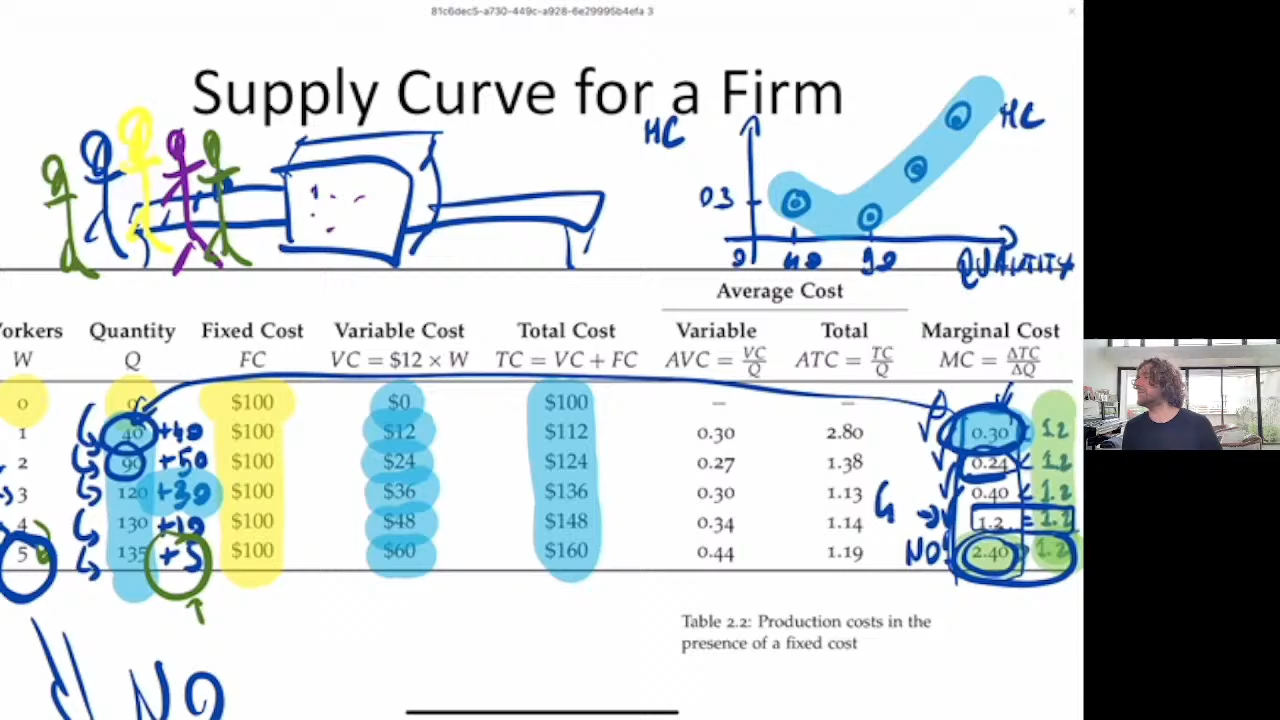 81c6dec5-a730-449c-a928-6e29995b4efa 3
Supply Curve for a Firm
MC
MC
0.3
0 40 90 QUANTITY
Average Cost
orkers Quantity Fixed Cost Variable Cost Total Cost Variable Total Marginal Cost
W Q FC VC = $12 × W TC = VC + FC AVC = VC/Q ATC = TC/Q MC = ΔTC/ΔQ
0 0 $100 $0 $100 — —
1 40 +40 $100 $12 $112 0.30 2.80 0.30 1.2
2 90 +50 $100 $24 $124 0.27 1.38 0.24 < 1.2
3 120 +30 $100 $36 $136 0.30 1.13 0.40 < 1.2
4 130 +10 $100 $48 $148 0.34 1.14 1.2 = 1.2
5 135 +5 $100 $60 $160 0.44 1.19 NO! 2.40 > 1.2
Table 2.2: Production costs in the
presence of a fixed cost
NO